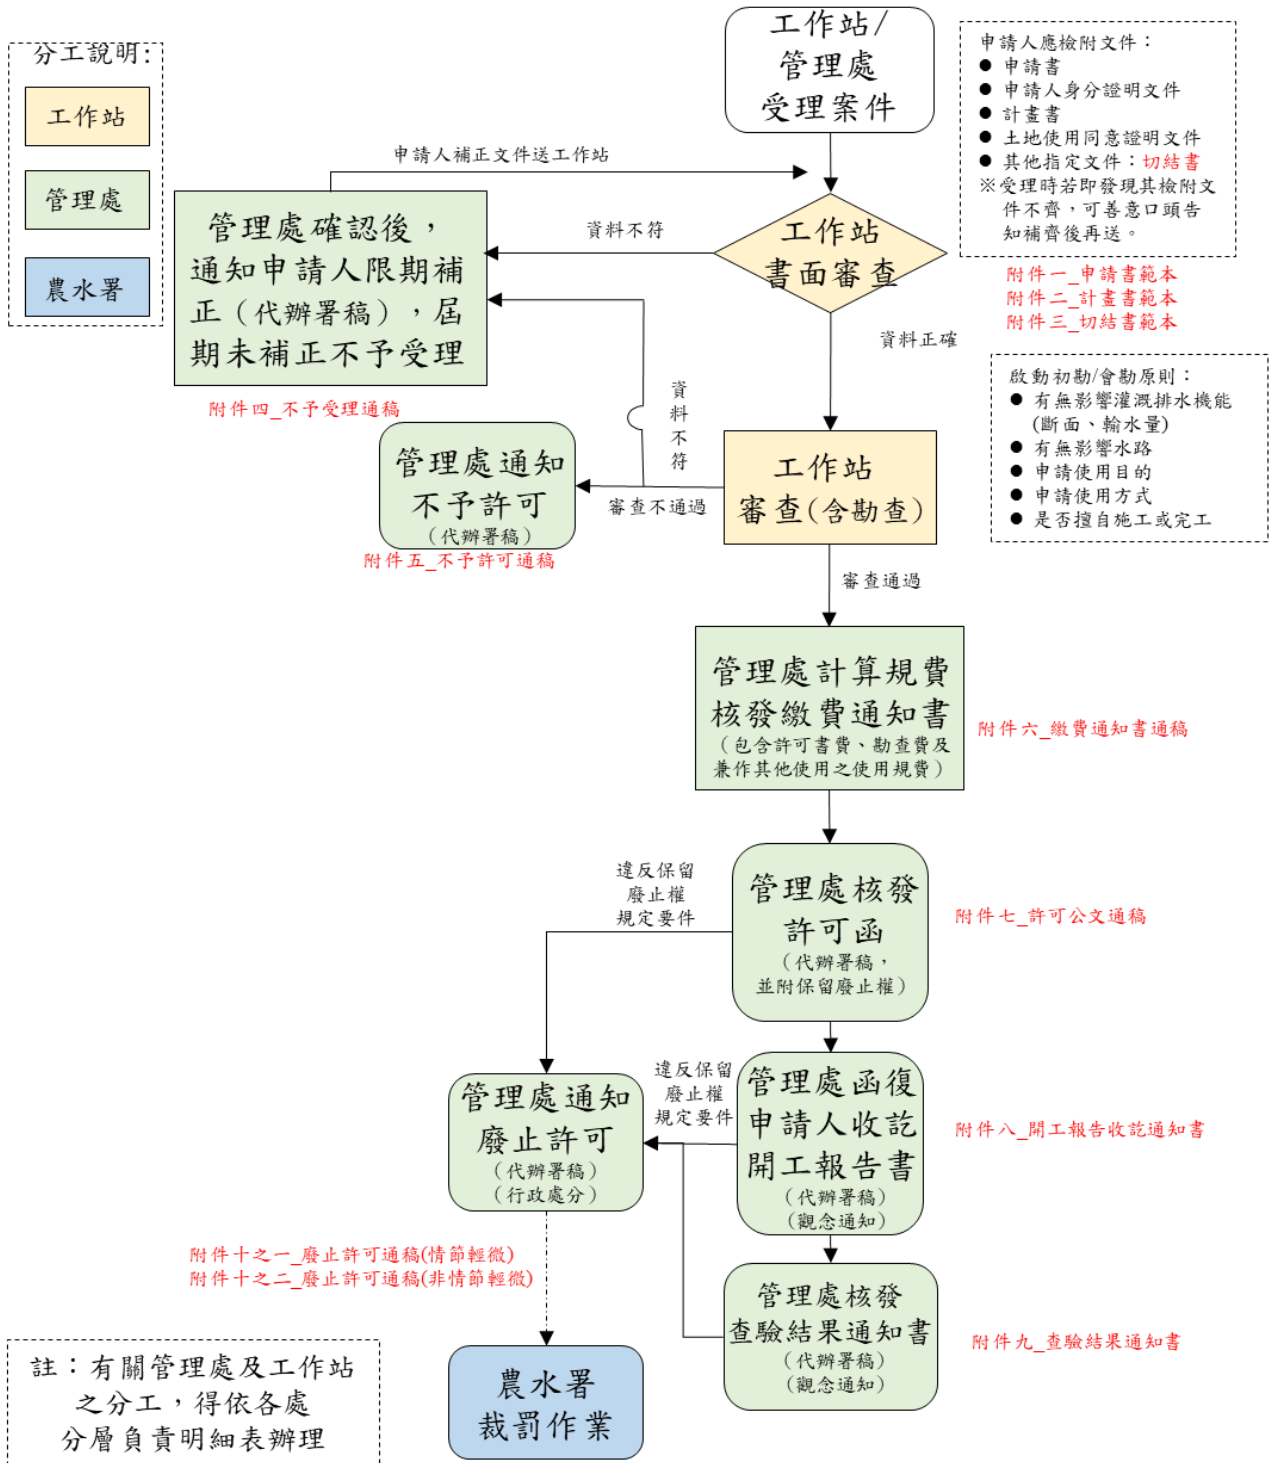 分工說明:
工作站
管理處
農水署
工作站/
管理處
受理案件
申請人應檢附文件：
● 申請書
● 申請人身分證明文件
● 計畫書
● 土地使用同意證明文件
● 其他指定文件：切結書
※受理時若即發現其檢附文
件不齊，可善意口頭告
知補齊後再送。
附件一_申請書範本
附件二_計畫書範本
附件三_切結書範本
申請人補正文件送工作站
管理處確認後，
通知申請人限期補
正（代辦署稿），屆
期未補正不予受理
資料不符
工作站
書面審查
資料正確
附件四_不予受理通稿
資
料
不
符
啟動初勘/會勘原則：
● 有無影響灌溉排水機能
(斷面、輸水量)
● 有無影響水路
● 申請使用目的
● 申請使用方式
● 是否擅自施工或完工
管理處通知
不予許可
（代辦署稿）
審查不通過
工作站
審查(含勘查)
附件五_不予許可通稿
審查通過
管理處計算規費
核發繳費通知書
（包含許可書費、勘查費及
兼作其他使用之使用規費）
附件六_繳費通知書通稿
違反保留
廢止權
規定要件
管理處核發
許可函
（代辦署稿，
並附保留廢止權）
附件七_許可公文通稿
管理處通知
廢止許可
（代辦署稿）
（行政處分）
違反保留
廢止權
規定要件
管理處函復
申請人收訖
開工報告書
（代辦署稿）
（觀念通知）
附件八_開工報告收訖通知書
附件十之一_廢止許可通稿(情節輕微)
附件十之二_廢止許可通稿(非情節輕微)
管理處核發
查驗結果通知書
（代辦署稿）
（觀念通知）
附件九_查驗結果通知書
農水署
裁罰作業
註：有關管理處及工作站
之分工，得依各處
分層負責明細表辦理